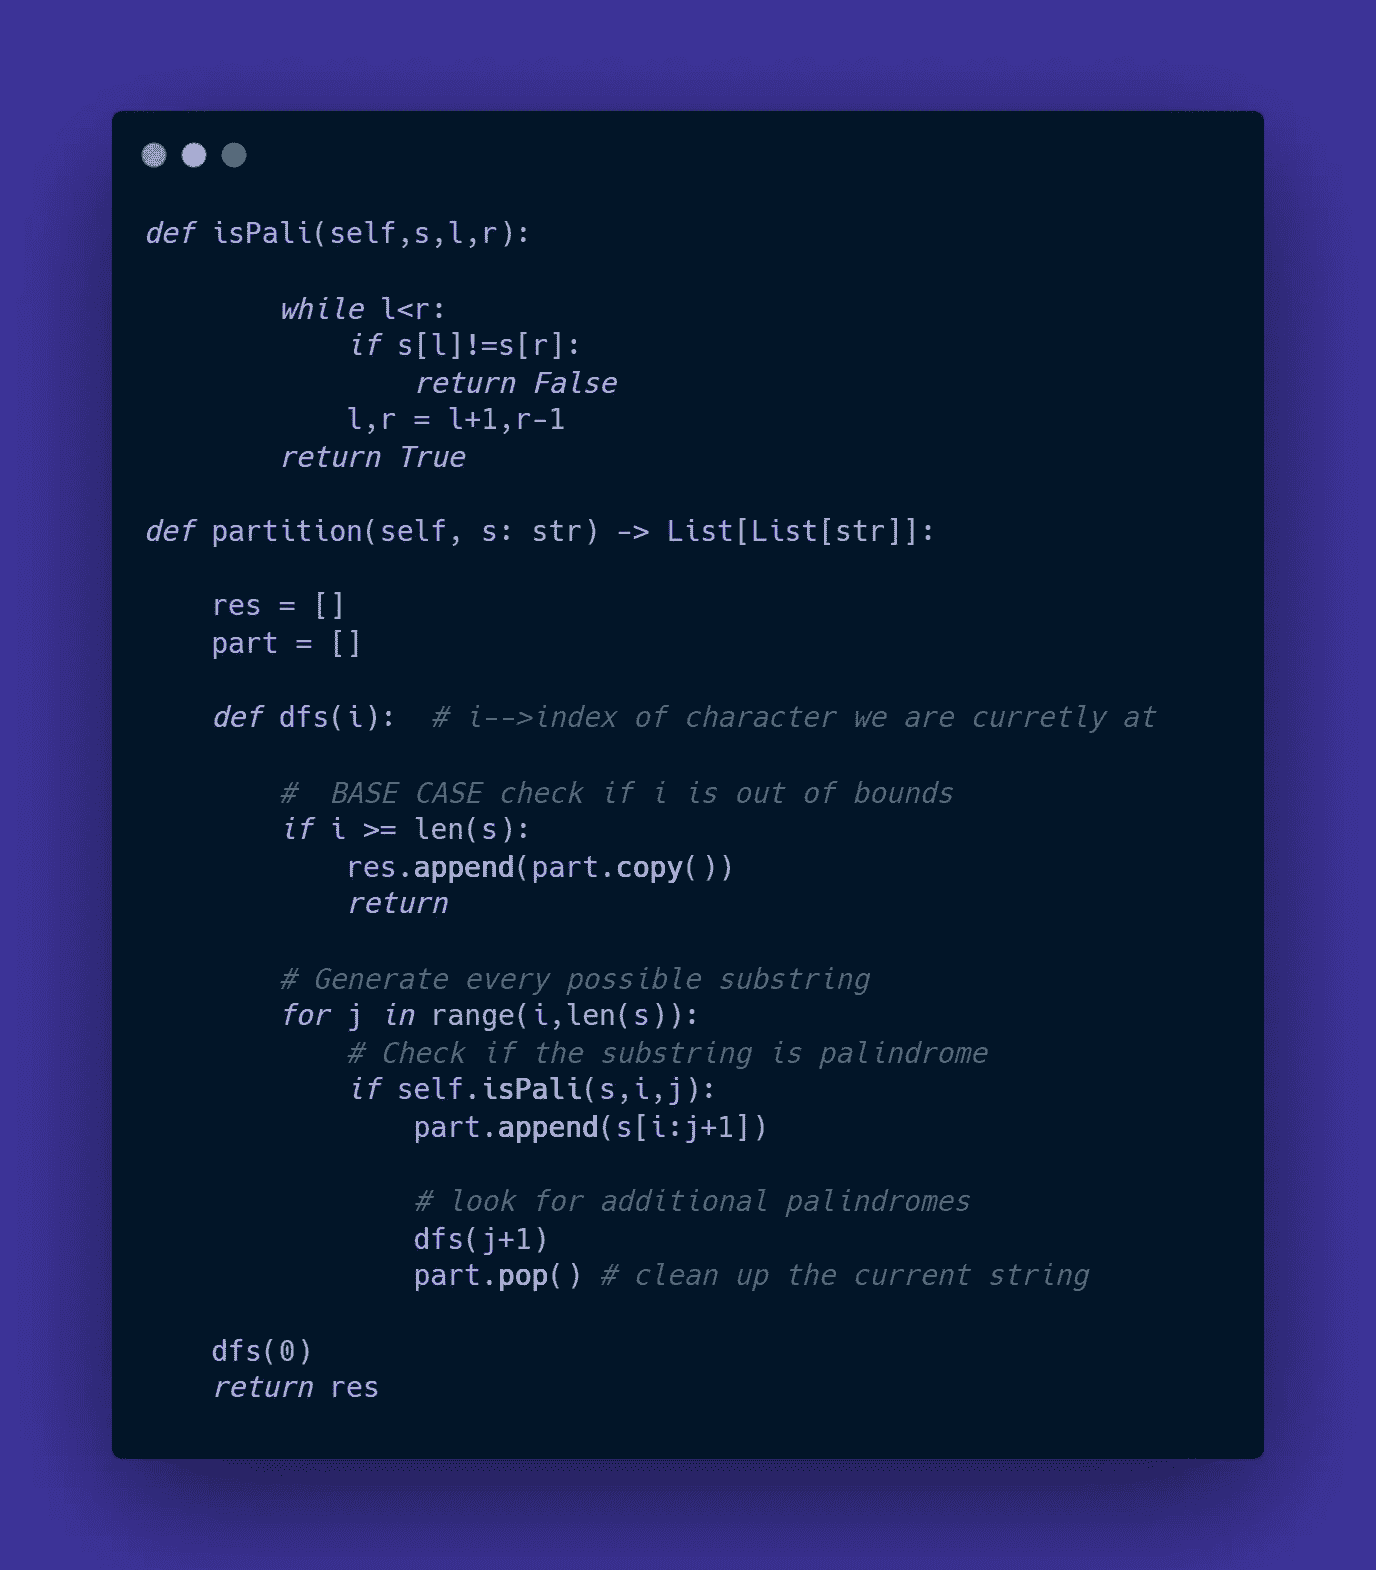 def isPali(self,s,l,r):
while l<r:
if s[l]!=s[r]:
return False
l,r = l+1,r-1
return True
def partition(self, s: str) -> List[List[str]]:
res = []
part = []
def dfs(i):  # i-->index of character we are curretly at
#  BASE CASE check if i is out of bounds
if i >= len(s):
res.append(part.copy())
return
# Generate every possible substring
for j in range(i,len(s)):
# Check if the substring is palindrome
if self.isPali(s,i,j):
part.append(s[i:j+1])
# look for additional palindromes
dfs(j+1)
part.pop() # clean up the current string
dfs(0)
return res